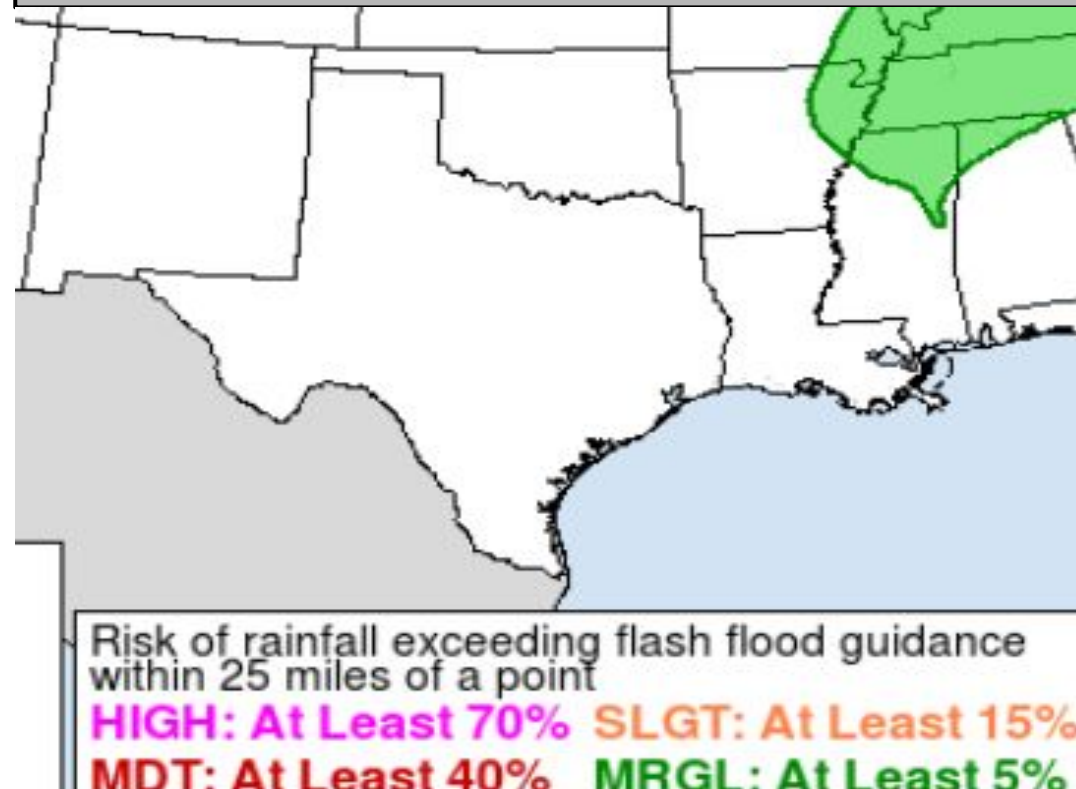 Risk of rainfall exceeding flash flood guidance
within 25 miles of a point
HIGH: At Least 70% SLGT: At Least 15%
MDT: At Least 40% MRGL: At Least 5%